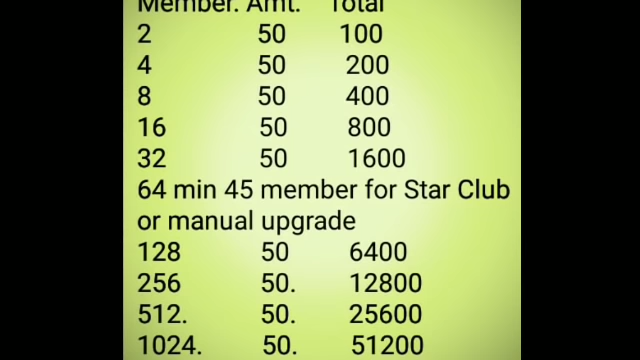 Member. Amt. Total
2 50 100
4 50 200
8 50 400
16 50 800
32 50 1600
64 min 45 member for Star Club
or manual upgrade
128 50 6400
256 50. 12800
512. 50. 25600
1024. 50. 51200